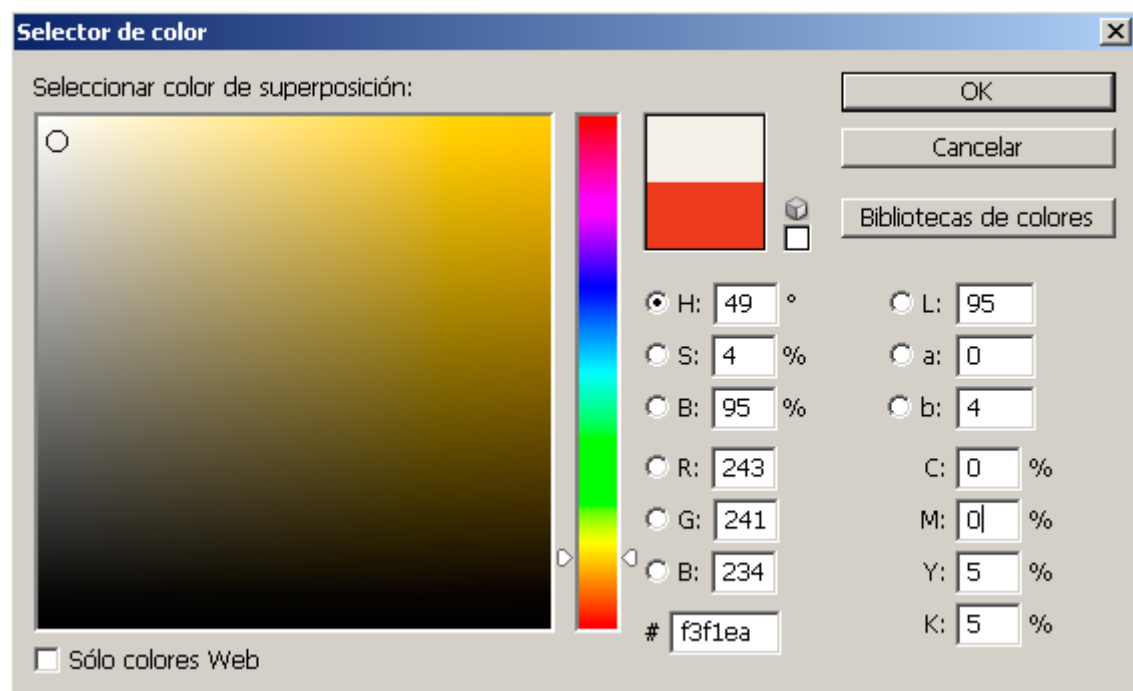 Selector de color
Seleccionar color de superposición:
OK
Cancelar
Bibliotecas de colores
H: 49 °
S: 4 %
B: 95 %
R: 243
G: 241
B: 234
# f3f1ea
L: 95
a: 0
b: 4
C: 0 %
M: 0 %
Y: 5 %
K: 5 %
Sólo colores Web